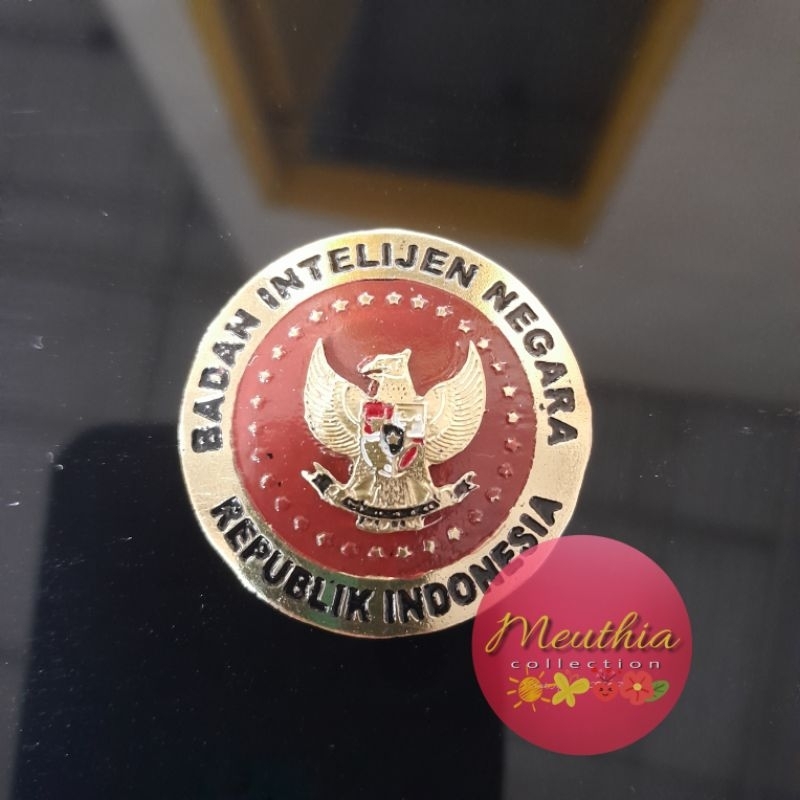 BADAN INTELIJEN NEGARA
REPUBLIK INDONESIA
Meuthia
collection